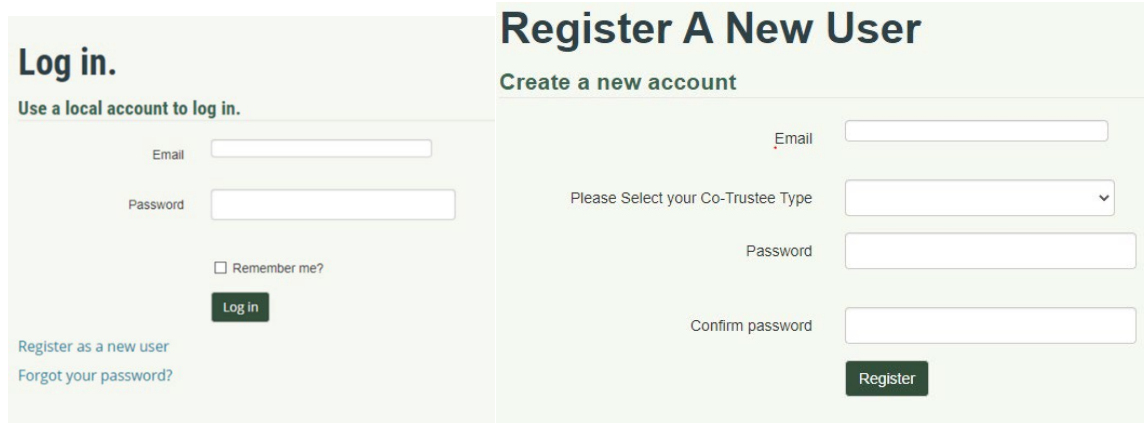 Log in.
Use a local account to log in.
Email
Password
Remember me?
Log in
Register as a new user
Forgot your password?
Register A New User
Create a new account
Email
Please Select your Co-Trustee Type
Password
Confirm password
Register